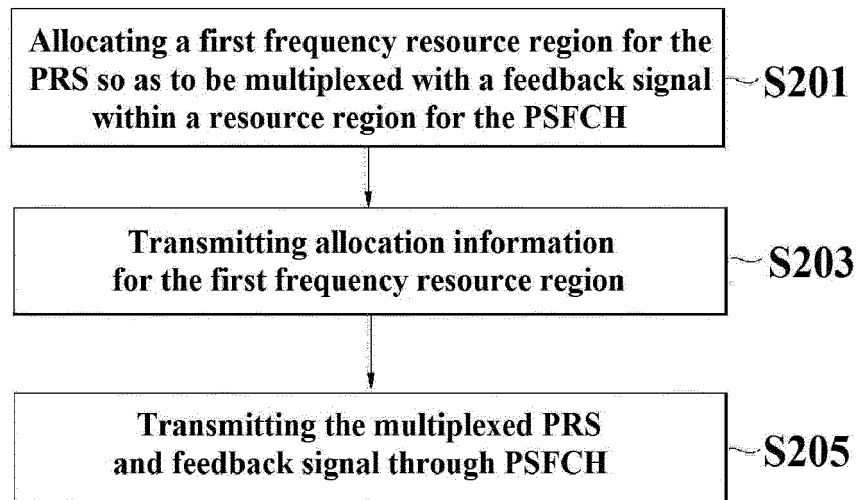 Allocating a first frequency resource region for the
PRS so as to be multiplexed with a feedback signal
within a resource region for the PSFCH
S201
Transmitting allocation information
for the first frequency resource region
S203
Transmitting the multiplexed PRS
and feedback signal through PSFCH
S205